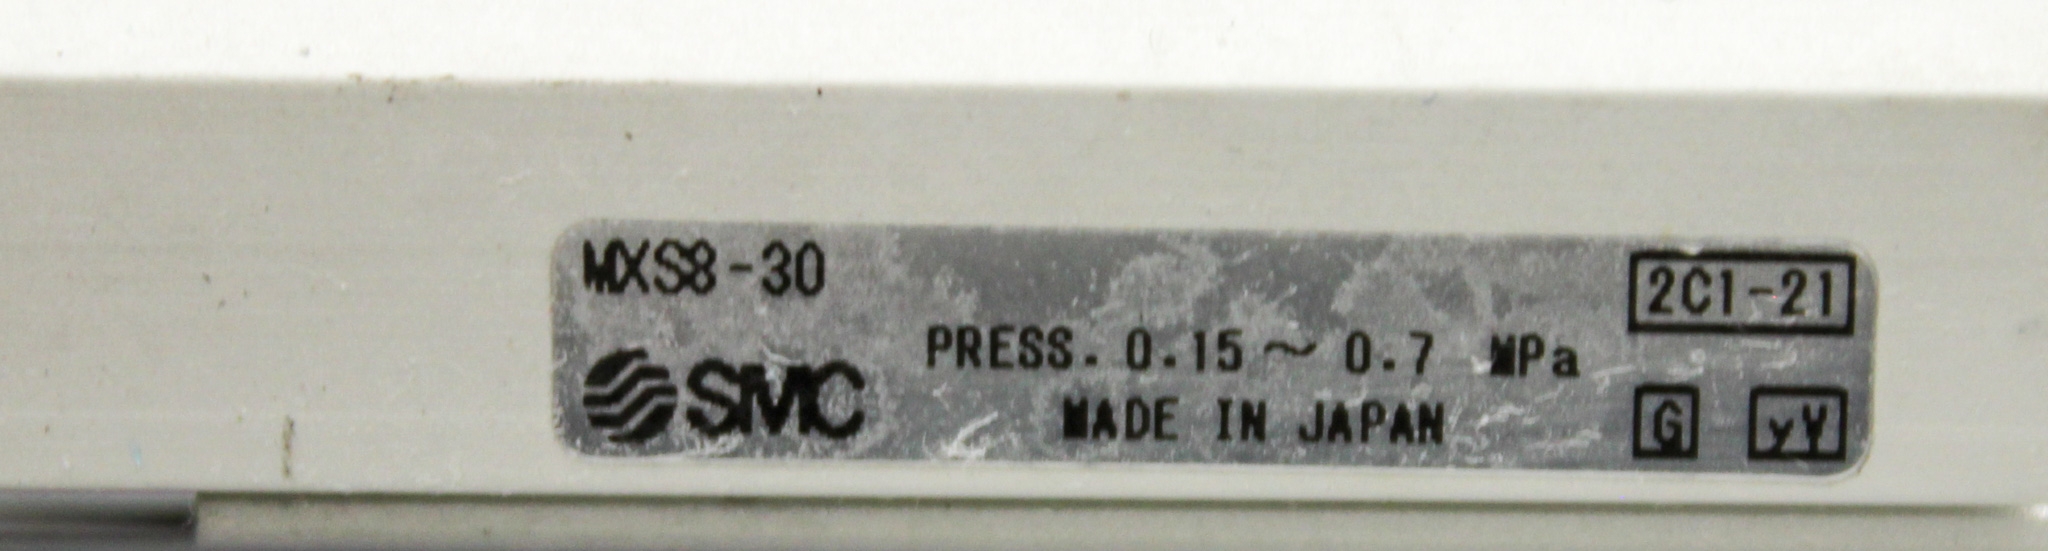 MXS8-30
2C1-21
PRESS. 0.15～0.7 MPa
SMC
MADE IN JAPAN
G
yY